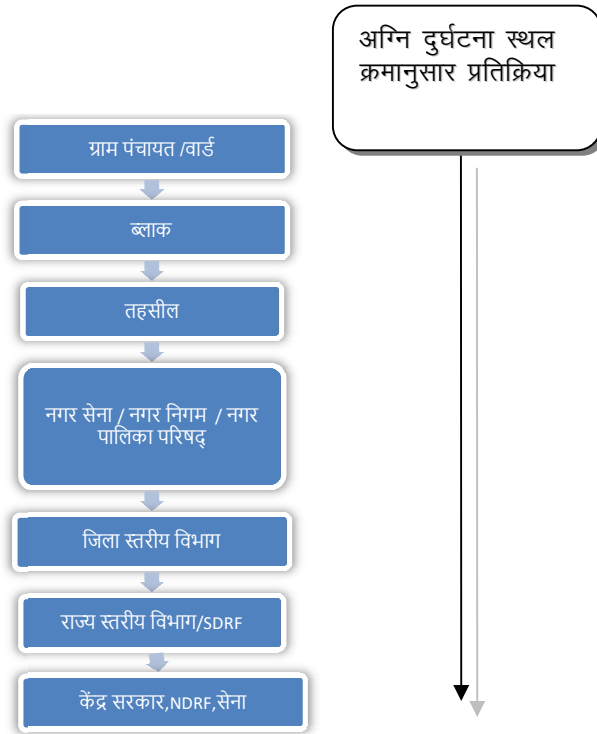 अग्नि दुर्घटना स्थल
क्रमानुसार प्रतिक्रिया
ग्राम पंचायत /वार्ड
ब्लाक
तहसील
नगर सेना / नगर निगम / नगर
पालिका परिषद्
जिला स्तरीय विभाग
राज्य स्तरीय विभाग/SDRF
केंद्र सरकार,NDRF,सेना